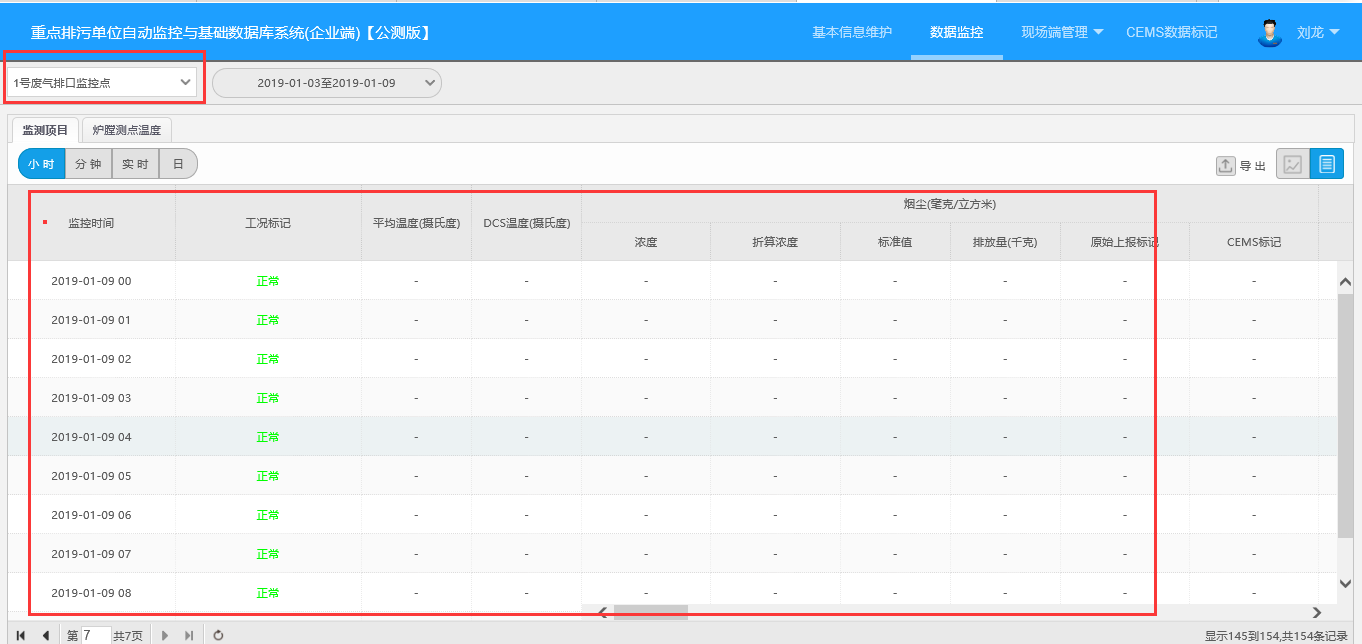 重点排污单位自动监控与基础数据库系统(企业端)【公测版】
基本信息维护 数据监控 现场端管理 CEMS数据标记 刘龙
1号废气排口监控点 2019-01-03至2019-01-09
监测项目 炉膛测点温度
小时 分钟 实时 日 导出
监控时间 工况标记 平均温度(摄氏度) DCS温度(摄氏度) 烟尘(毫克/立方米)
浓度 折算浓度 标准值 排放量(千克) 原始上报标记 CEMS标记
2019-01-09 00 正常 - - - - - - - -
2019-01-09 01 正常 - - - - - - - -
2019-01-09 02 正常 - - - - - - - -
2019-01-09 03 正常 - - - - - - - -
2019-01-09 04 正常 - - - - - - - -
2019-01-09 05 正常 - - - - - - - -
2019-01-09 06 正常 - - - - - - - -
2019-01-09 07 正常 - - - - - - - -
2019-01-09 08 正常 - - - - - - - -
第 7 共7页 显示145到154,共154条记录